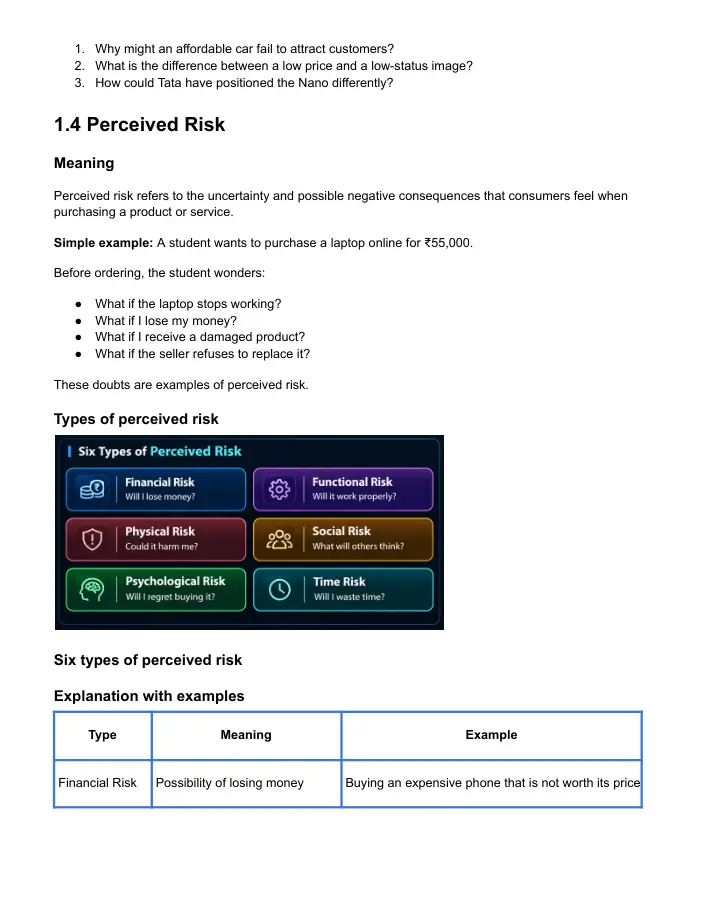 1. Why might an affordable car fail to attract customers?
2. What is the difference between a low price and a low-status image?
3. How could Tata have positioned the Nano differently?
1.4 Perceived Risk
Meaning
Perceived risk refers to the uncertainty and possible negative consequences that consumers feel when
purchasing a product or service.
Simple example: A student wants to purchase a laptop online for ₹55,000.
Before ordering, the student wonders:
● What if the laptop stops working?
● What if I lose my money?
● What if I receive a damaged product?
● What if the seller refuses to replace it?
These doubts are examples of perceived risk.
Types of perceived risk
Six Types of Perceived Risk
Financial Risk
Will I lose money?
Functional Risk
Will it work properly?
Physical Risk
Could it harm me?
Social Risk
What will others think?
Psychological Risk
Will I regret buying it?
Time Risk
Will I waste time?
Six types of perceived risk
Explanation with examples
Type Meaning Example
Financial Risk Possibility of losing money Buying an expensive phone that is not worth its price